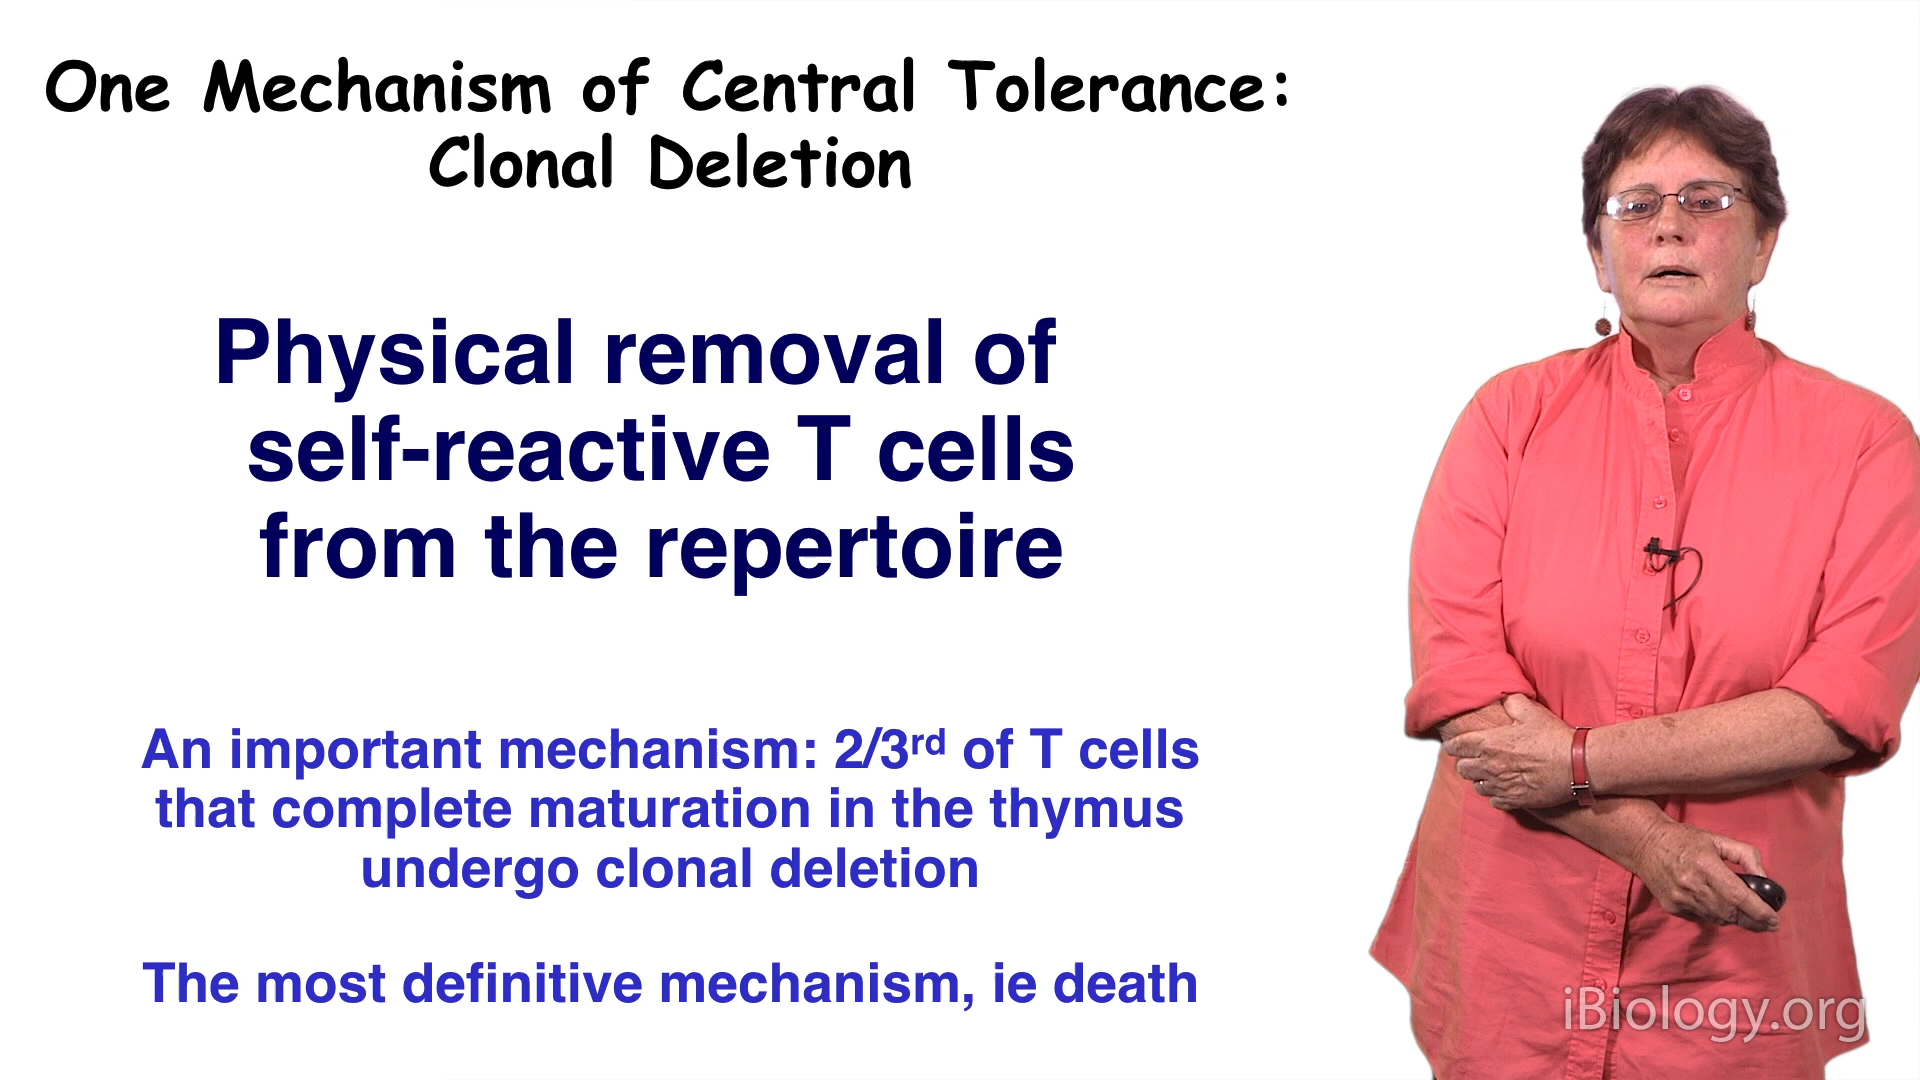 One Mechanism of Central Tolerance:
Clonal Deletion
Physical removal of
self-reactive T cells
from the repertoire
An important mechanism: 2/3rd of T cells
that complete maturation in the thymus
undergo clonal deletion
The most definitive mechanism, ie death
iBiology.org